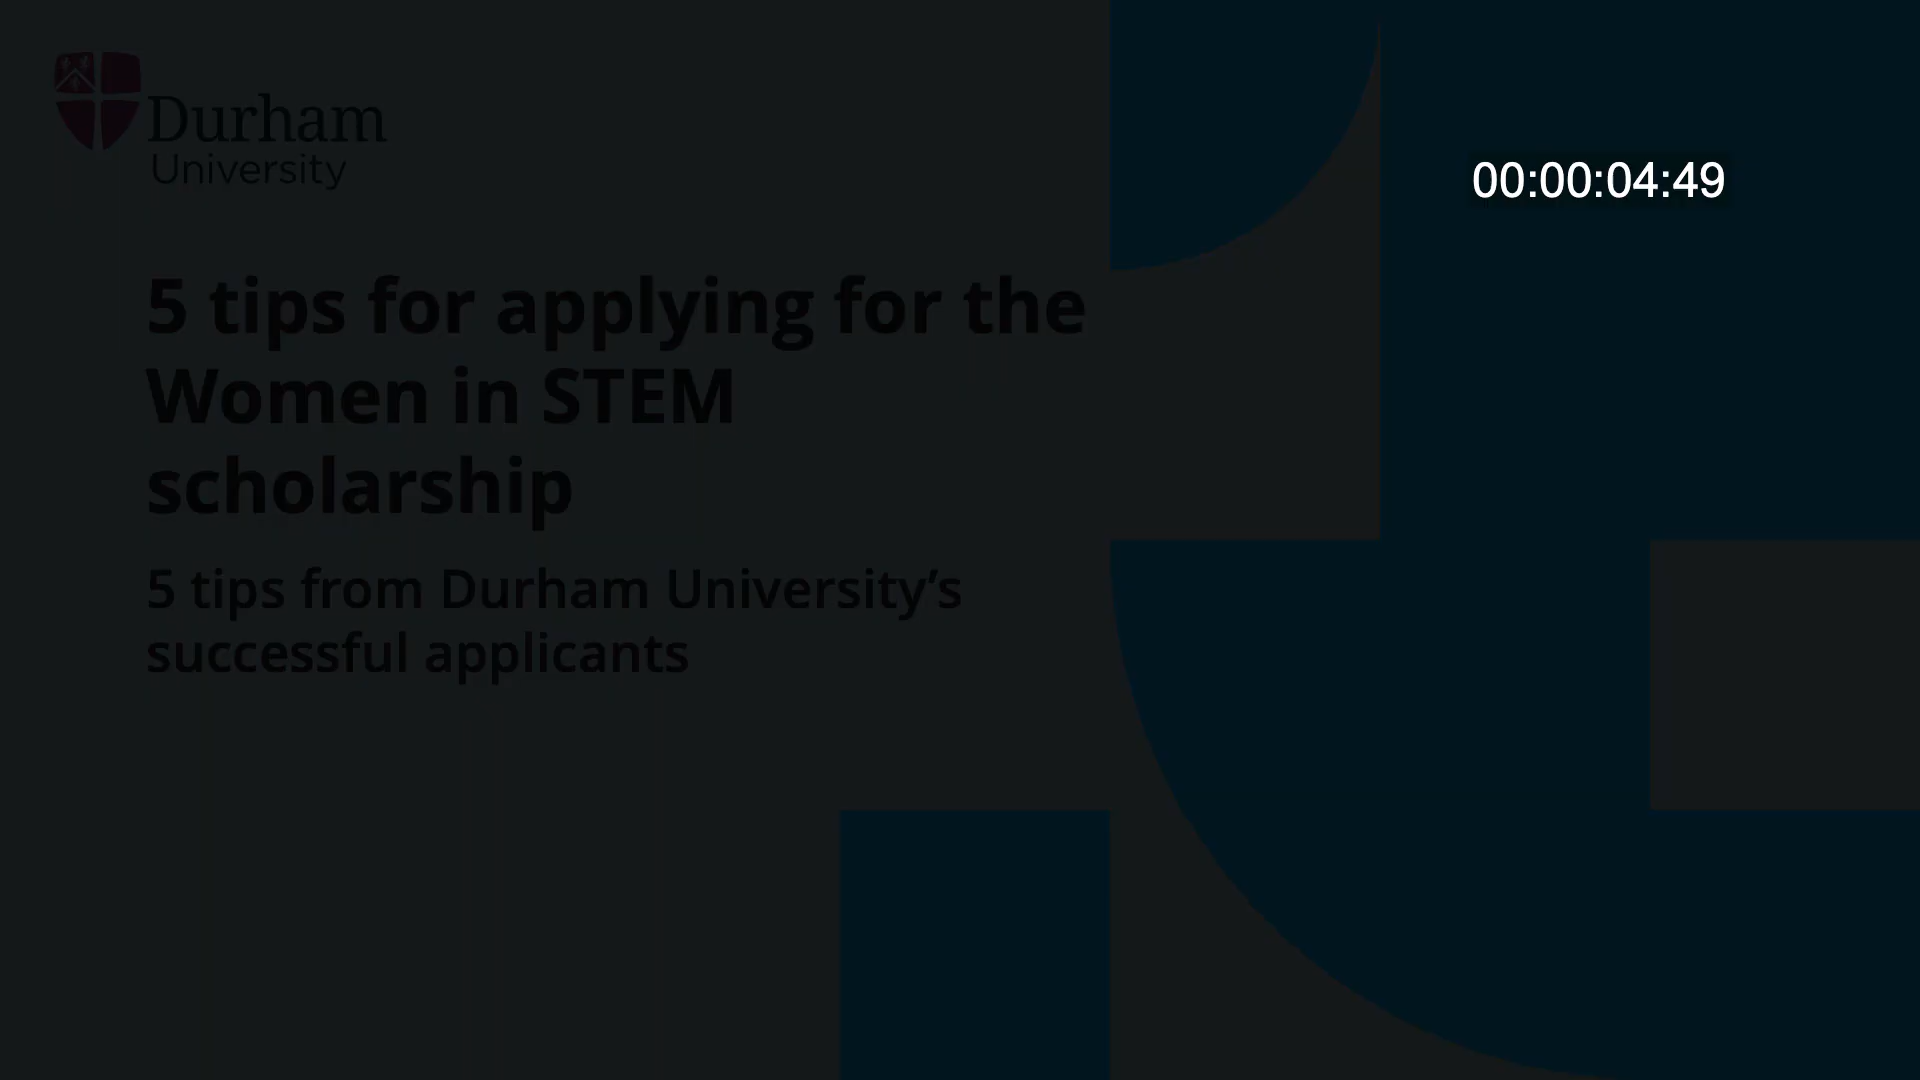 Durham
University
00:00:04:49
5 tips for applying for the
Women in STEM
scholarship
5 tips from Durham University’s
successful applicants